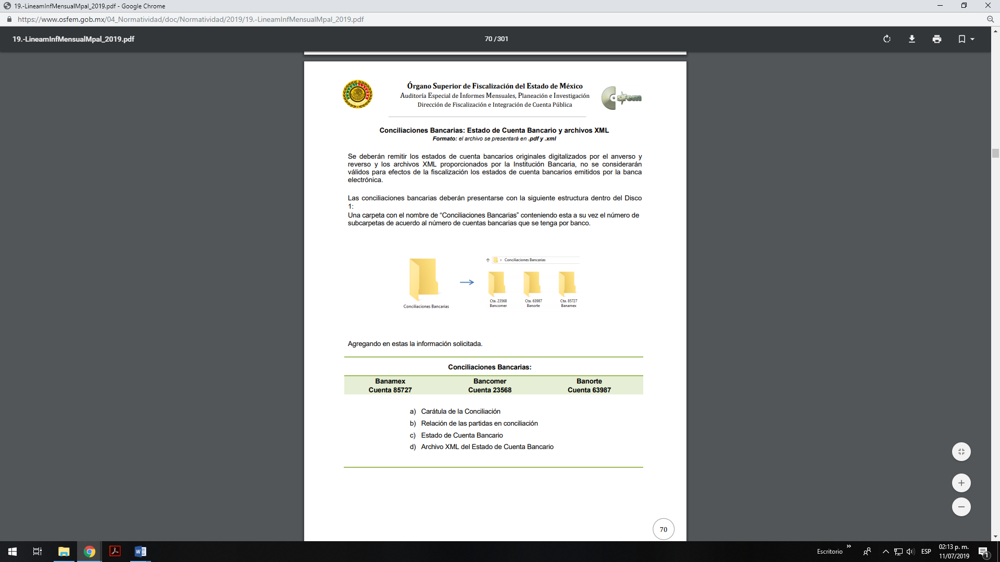 19.-LineamInfMensualMpal_2019.pdf - Google Chrome
https://www.osfem.gob.mx/04_Normatividad/doc/Normatividad/2019/19.-LineamInfMensualMpal_2019.pdf
19.-LineamInfMensualMpal_2019.pdf
70 / 301
Órgano Superior de Fiscalización del Estado de México
Auditoría Especial de Informes Mensuales, Planeación e Investigación
Dirección de Fiscalización e Integración de Cuenta Pública
osfem
Conciliaciones Bancarias: Estado de Cuenta Bancario y archivos XML
Formato: el archivo se presentará en .pdf y .xml
Se deberán remitir los estados de cuenta bancarios originales digitalizados por el anverso y
reverso y los archivos XML proporcionados por la Institución Bancaria, no se considerarán
válidos para efectos de la fiscalización los estados de cuenta bancarios emitidos por la banca
electrónica.
Las conciliaciones bancarias deberán presentarse con la siguiente estructura dentro del Disco
1:
Una carpeta con el nombre de “Conciliaciones Bancarias” conteniendo esta a su vez el número de
subcarpetas de acuerdo al número de cuentas bancarias que se tenga por banco.
Conciliaciones Bancarias
Conciliaciones Bancarias
Cta. 23568
Bancomer
Cta. 63987
Banorte
Cta. 85727
Banamex
Agregando en estas la información solicitada.
Conciliaciones Bancarias:
Banamex Bancomer Banorte
Cuenta 85727 Cuenta 23568 Cuenta 63987
a) Carátula de la Conciliación
b) Relación de las partidas en conciliación
c) Estado de Cuenta Bancario
d) Archivo XML del Estado de Cuenta Bancario
70
Escritorio
ESP
02:13 p. m.
11/07/2019
1